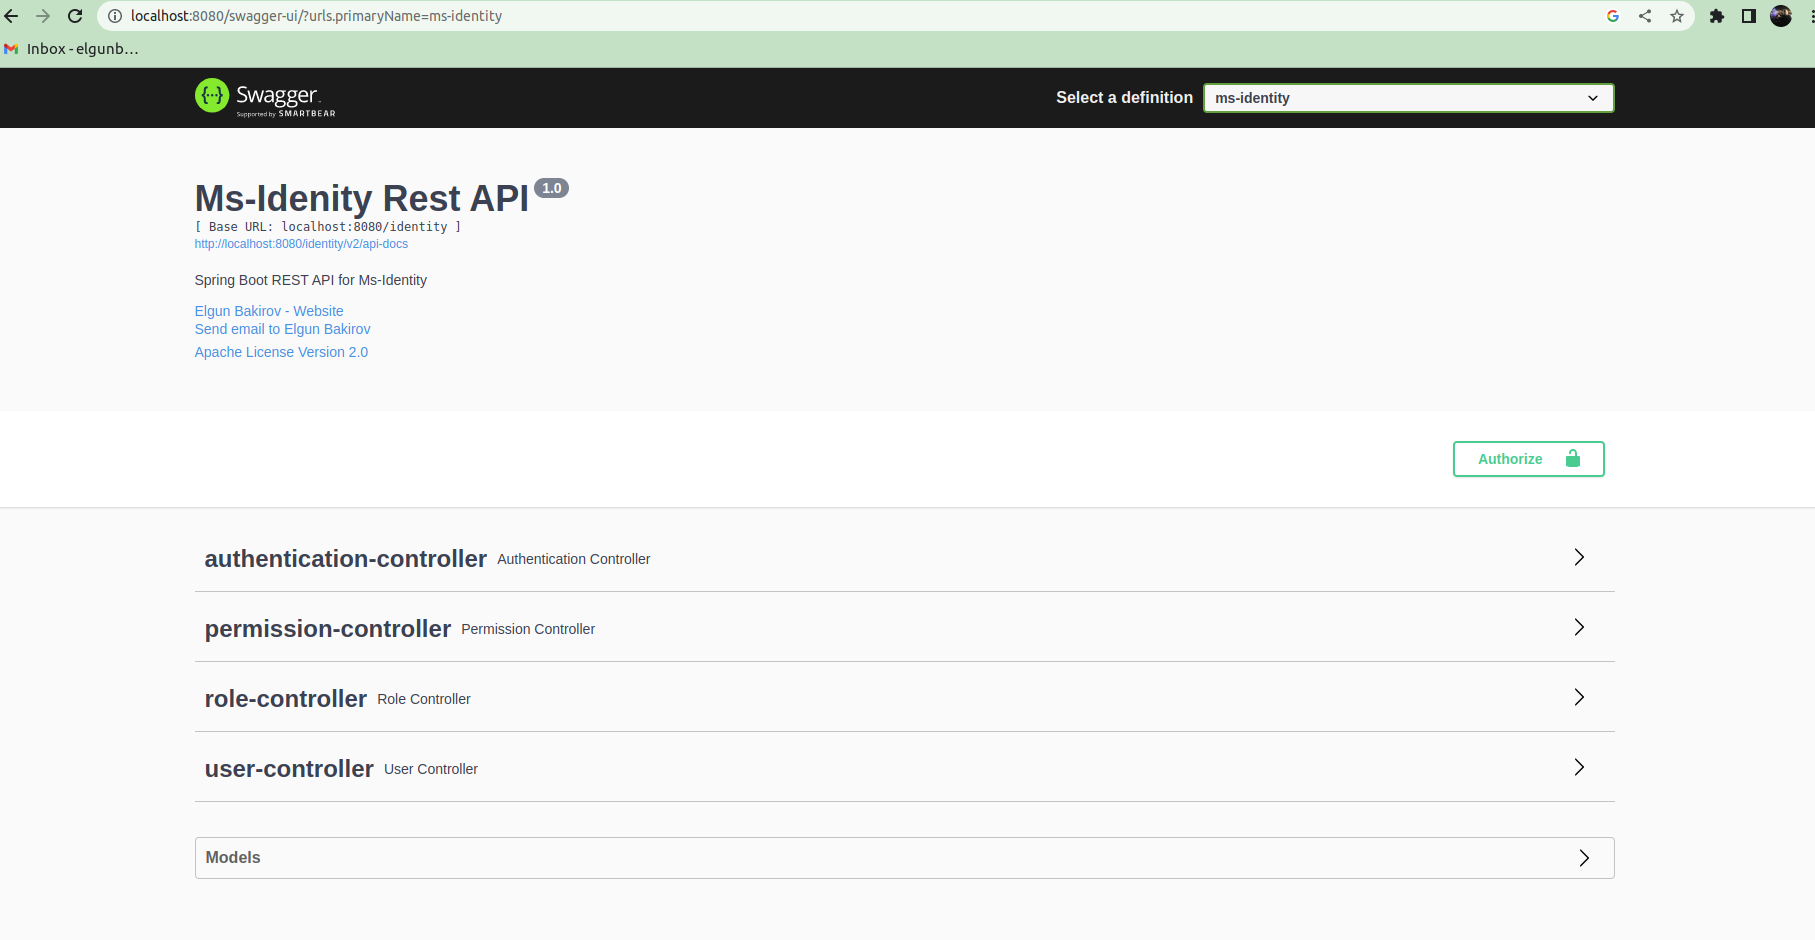 localhost:8080/swagger-ui/?urls.primaryName=ms-identity
Inbox - elgunb...
Swagger
Supported by SMARTBEAR
Select a definition
ms-identity
Ms-Idenity Rest API 1.0
[ Base URL: localhost:8080/identity ]
http://localhost:8080/identity/v2/api-docs
Spring Boot REST API for Ms-Identity
Elgun Bakirov - Website
Send email to Elgun Bakirov
Apache License Version 2.0
Authorize
authentication-controller Authentication Controller
permission-controller Permission Controller
role-controller Role Controller
user-controller User Controller
Models